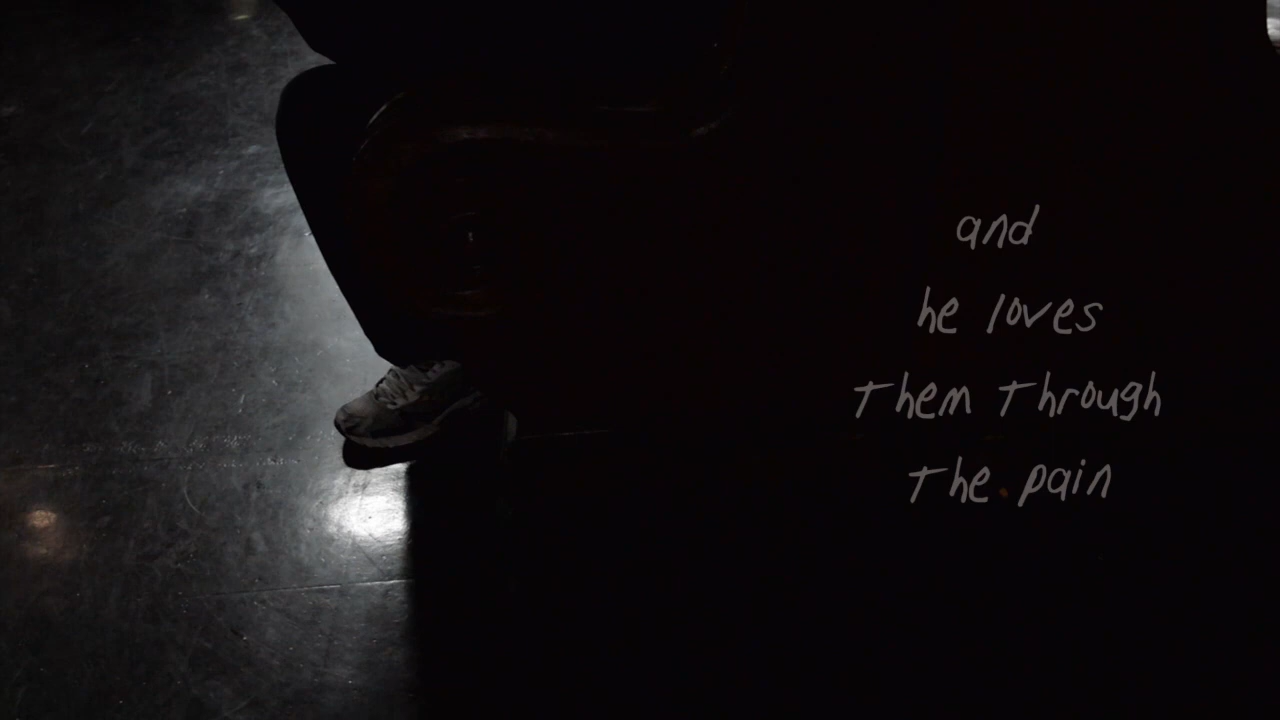 and
he loves
them through
the pain